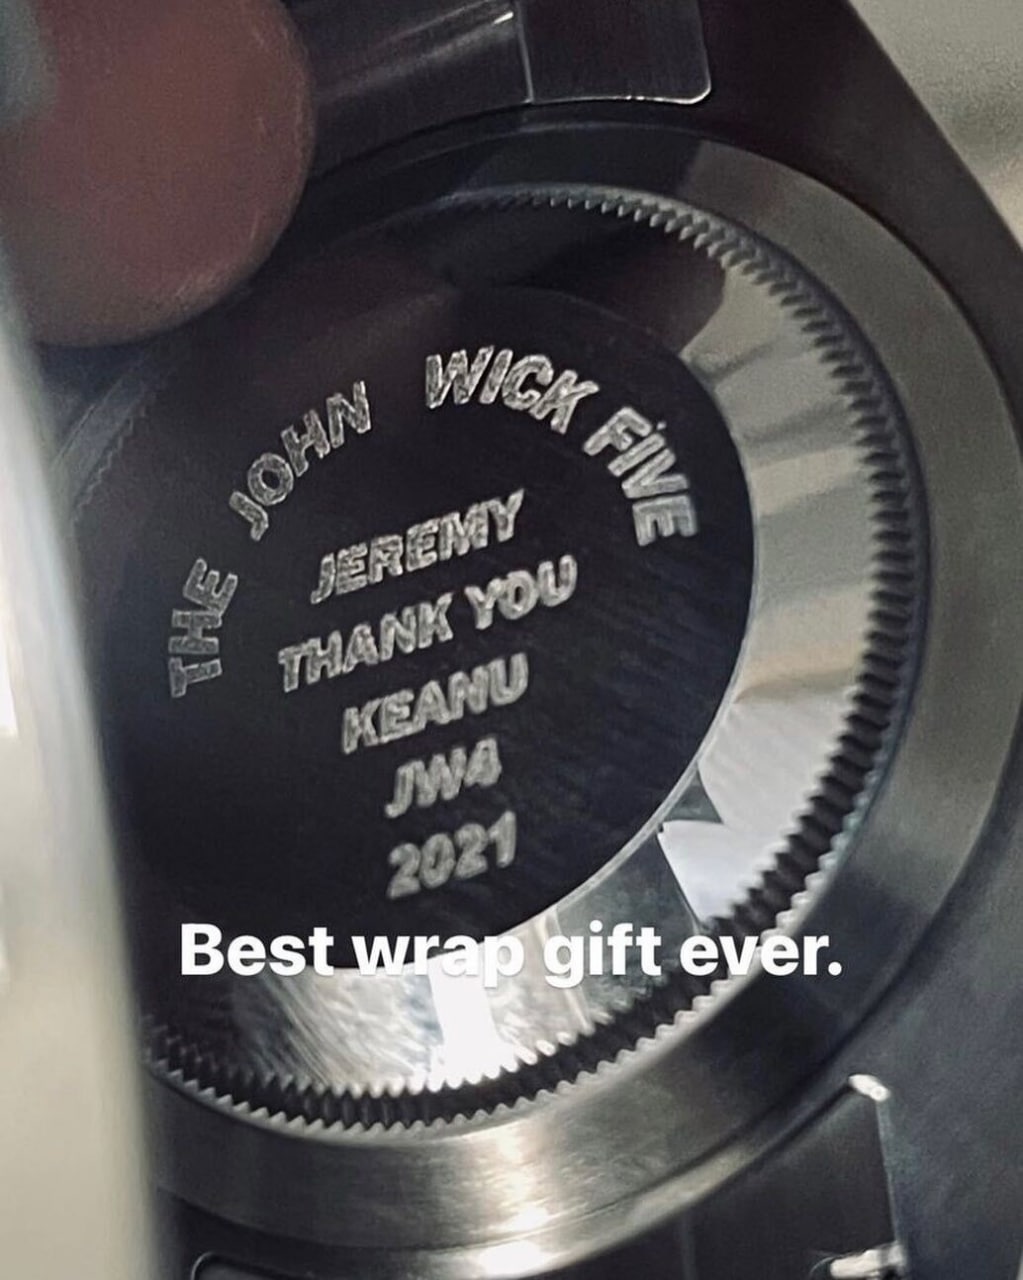 THE JOHN WICK FIVE
JEREMY
THANK YOU
KEANU
JW4
2021
Best wrap gift ever.